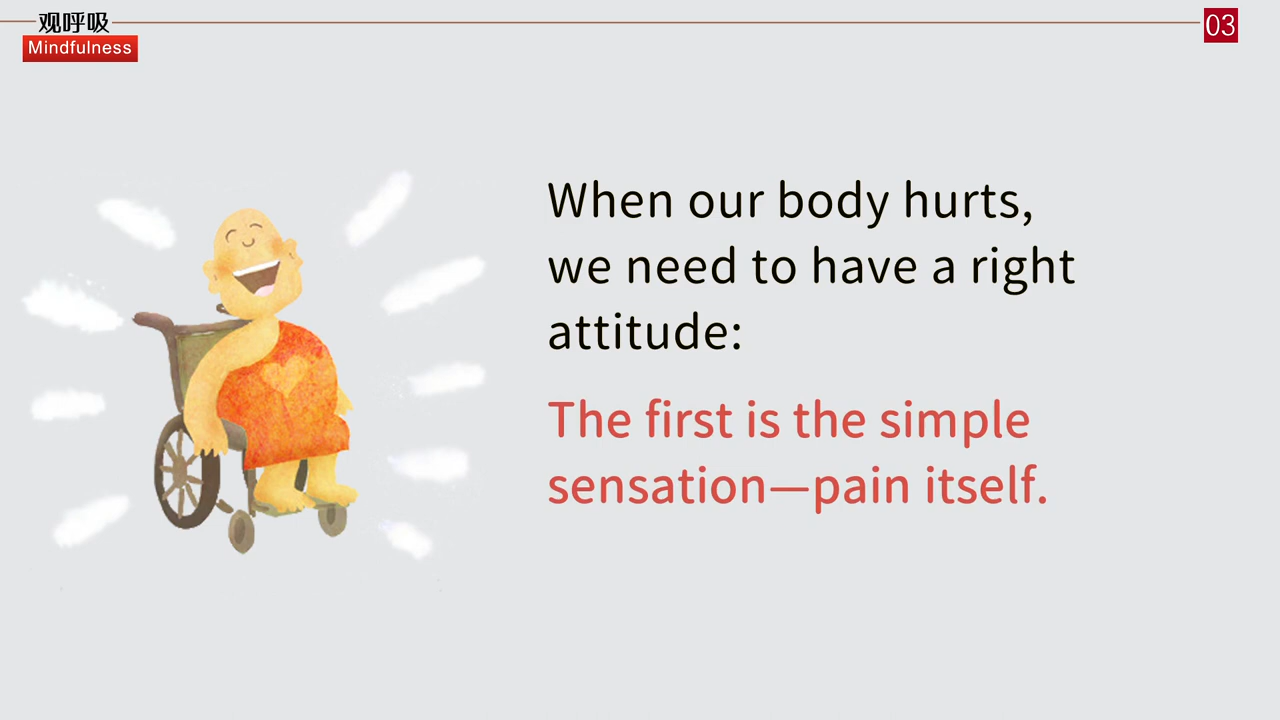 观呼吸
Mindfulness
03
When our body hurts,
we need to have a right
attitude:
The first is the simple
sensation—pain itself.